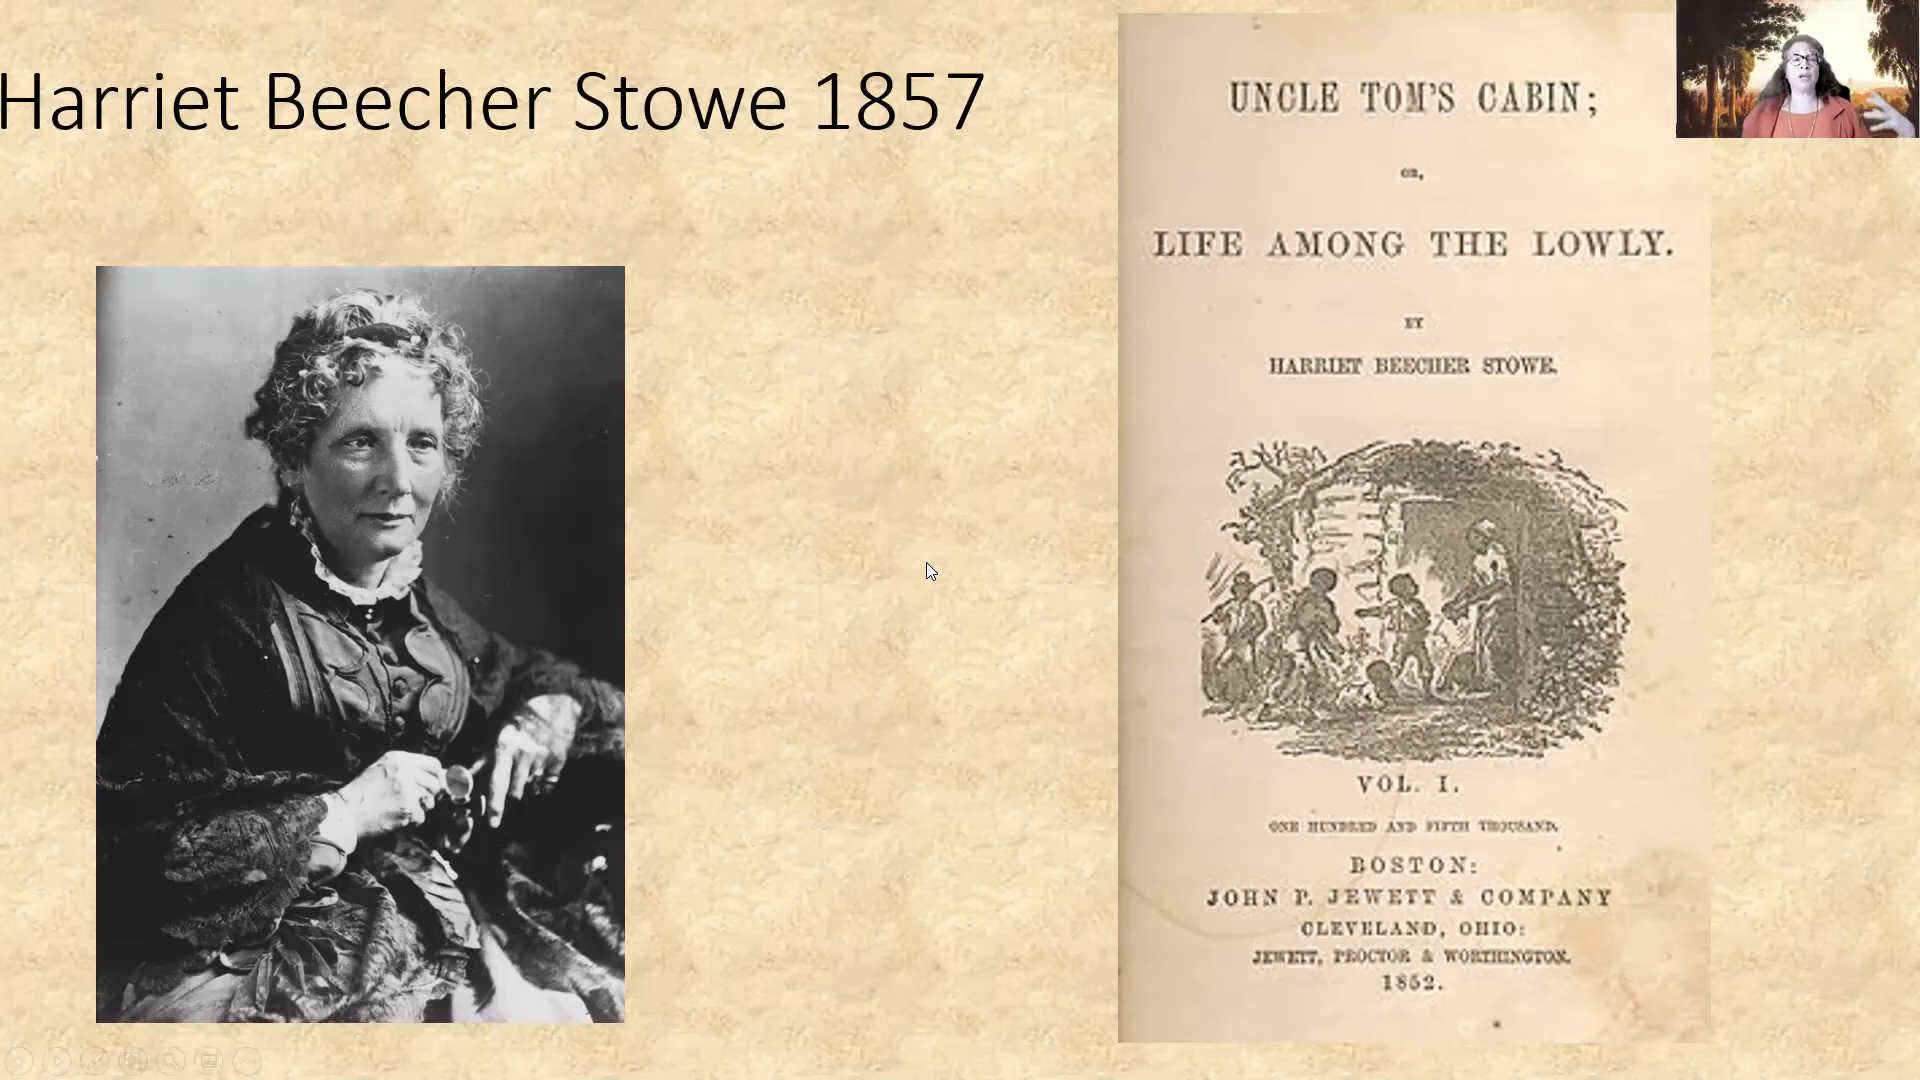 Harriet Beecher Stowe 1857
UNCLE TOM'S CABIN;
OR,
LIFE AMONG THE LOWLY.
BY
HARRIET BEECHER STOWE.
VOL. I.
ONE HUNDRED AND FIFTH THOUSAND.
BOSTON:
JOHN P. JEWETT & COMPANY
CLEVELAND, OHIO:
JEWETT, PROCTOR & WORTHINGTON.
1852.